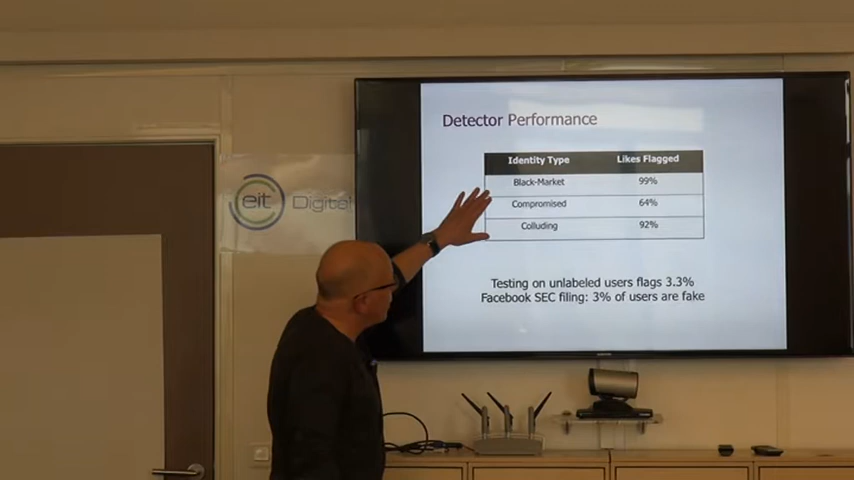 eit Digital
Detector Performance
Identity Type Likes Flagged
Black-Market 99%
Compromised 64%
Colluding 92%
Testing on unlabeled users flags 3.3%
Facebook SEC filing: 3% of users are fake